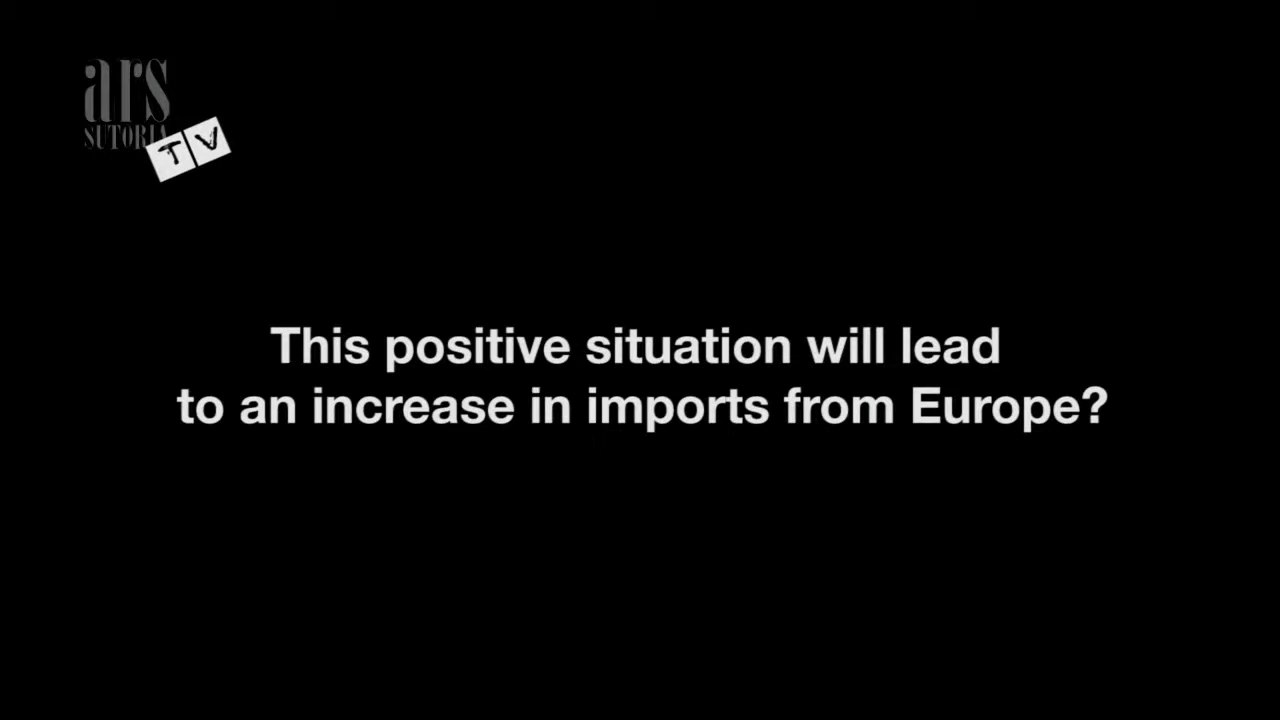 ars
SUTORIA
TV
This positive situation will lead
to an increase in imports from Europe?